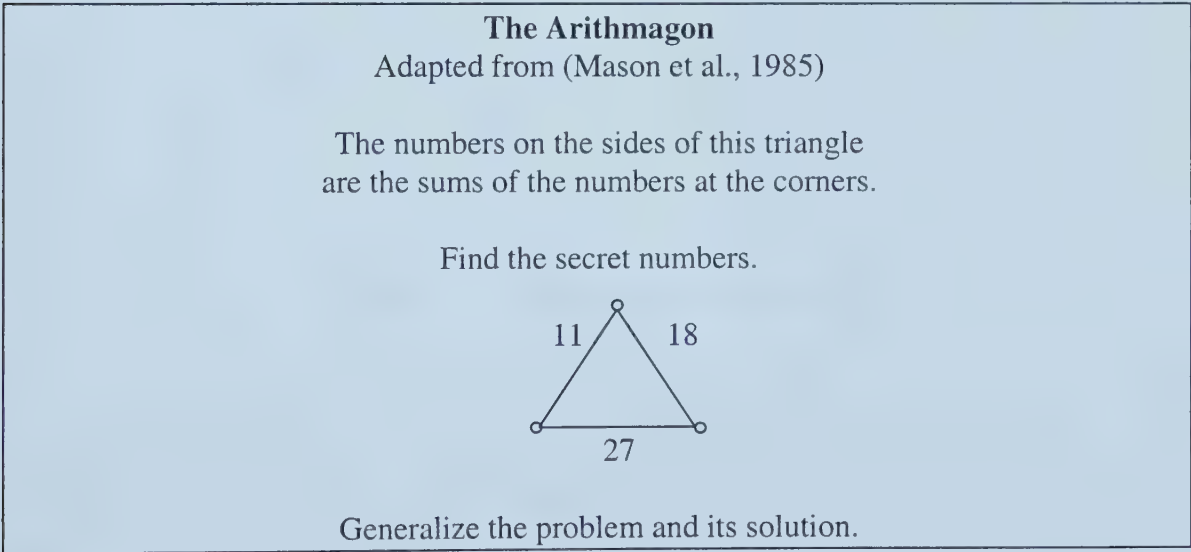 The Arithmagon
Adapted from (Mason et al., 1985)
The numbers on the sides of this triangle
are the sums of the numbers at the corners.
Find the secret numbers.
11 18
27
Generalize the problem and its solution.